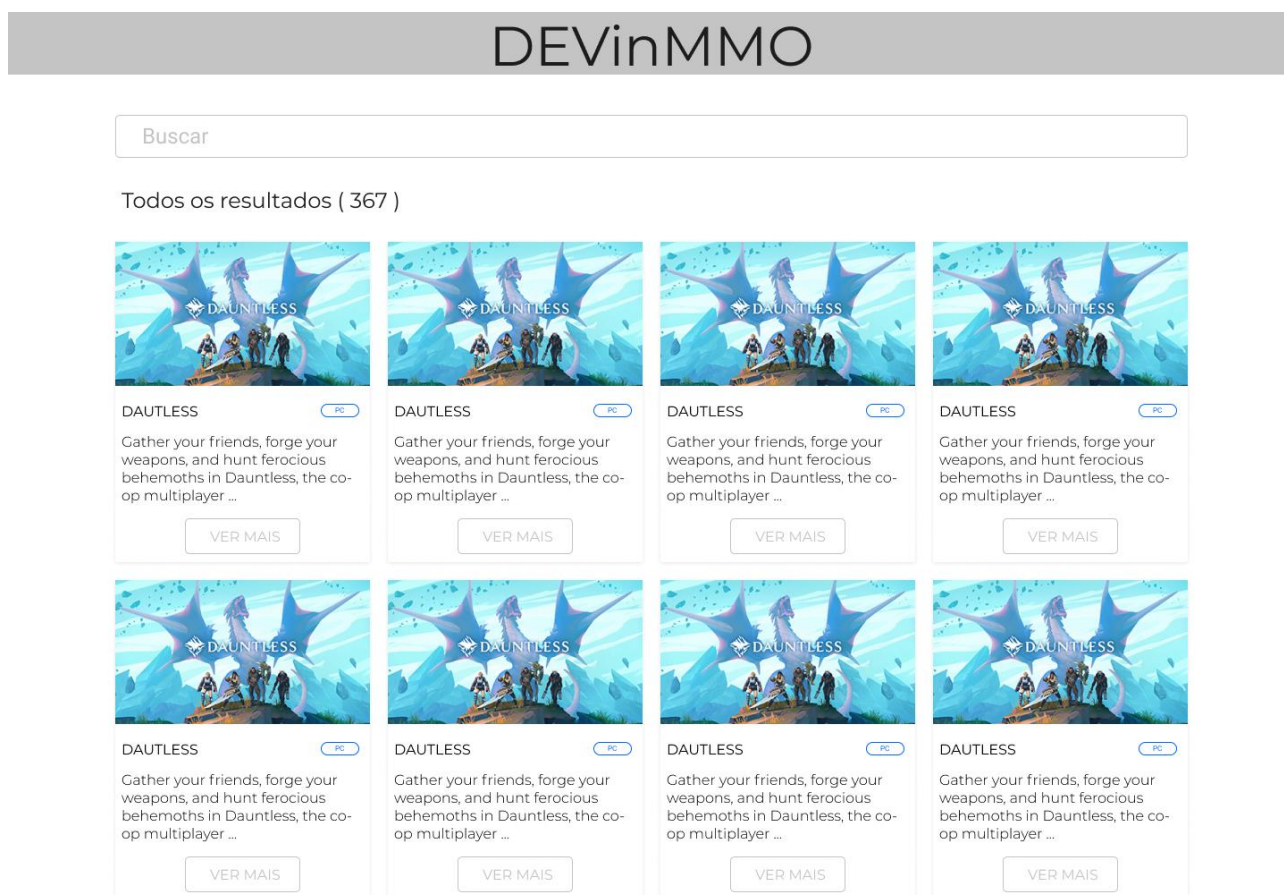 DEVinMMO
Buscar
Todos os resultados ( 367 )
DAUNTLESS
DAUNTLESS
DAUNTLESS
DAUNTLESS
DAUTLESS PC
Gather your friends, forge your
weapons, and hunt ferocious
behemoths in Dauntless, the co-
op multiplayer ...
VER MAIS
DAUTLESS PC
Gather your friends, forge your
weapons, and hunt ferocious
behemoths in Dauntless, the co-
op multiplayer ...
VER MAIS
DAUTLESS PC
Gather your friends, forge your
weapons, and hunt ferocious
behemoths in Dauntless, the co-
op multiplayer ...
VER MAIS
DAUTLESS PC
Gather your friends, forge your
weapons, and hunt ferocious
behemoths in Dauntless, the co-
op multiplayer ...
VER MAIS
DAUNTLESS
DAUNTLESS
DAUNTLESS
DAUNTLESS
DAUTLESS PC
Gather your friends, forge your
weapons, and hunt ferocious
behemoths in Dauntless, the co-
op multiplayer ...
VER MAIS
DAUTLESS PC
Gather your friends, forge your
weapons, and hunt ferocious
behemoths in Dauntless, the co-
op multiplayer ...
VER MAIS
DAUTLESS PC
Gather your friends, forge your
weapons, and hunt ferocious
behemoths in Dauntless, the co-
op multiplayer ...
VER MAIS
DAUTLESS PC
Gather your friends, forge your
weapons, and hunt ferocious
behemoths in Dauntless, the co-
op multiplayer ...
VER MAIS